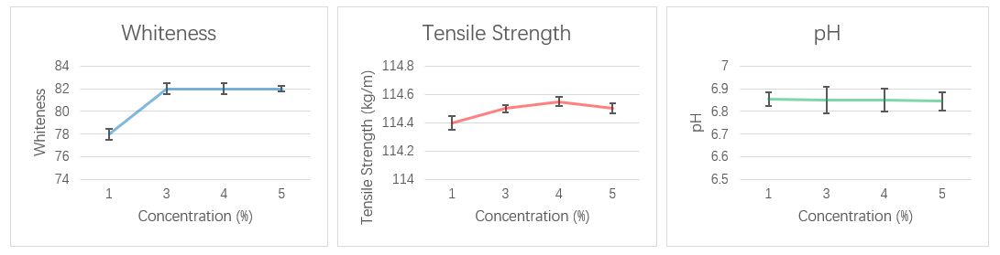 Whiteness
84
82
80
78
76
74
Whiteness
1 3 4 5
Concentration (%)
Tensile Strength
114.8
114.6
114.4
114.2
114
Tensile Strength (kg/m)
1 3 4 5
Concentration (%)
pH
7
6.9
6.8
6.7
6.6
6.5
pH
1 3 4 5
Concentration (%)